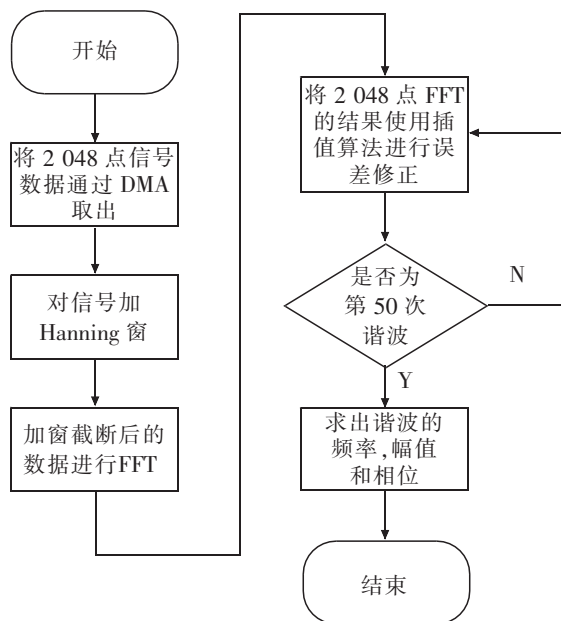 开始
将 2 048 点信号
数据通过 DMA
取出
对信号加
Hanning 窗
加窗截断后的
数据进行FFT
将 2 048 点 FFT
的结果使用插
值算法进行误
差修正
是否为
第 50 次
谐波
N
Y
求出谐波的
频率,幅值
和相位
结束